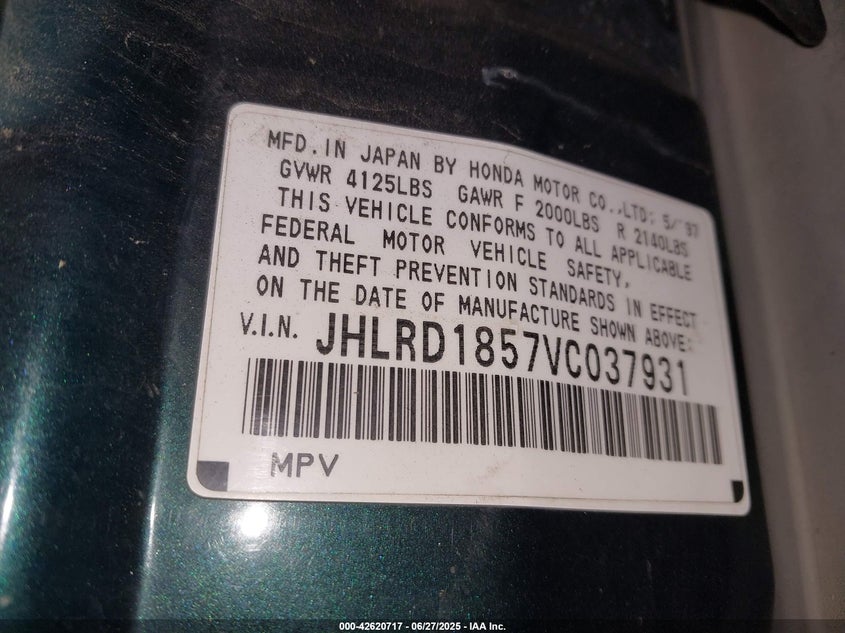 MFD. IN JAPAN BY HONDA MOTOR CO.,LTD: 5/'97
GVWR 4125LBS GAWR F 2000LBS R 2140LBS
THIS VEHICLE CONFORMS TO ALL APPLICABLE
FEDERAL MOTOR VEHICLE SAFETY,
AND THEFT PREVENTION STANDARDS IN EFFECT
ON THE DATE OF MANUFACTURE SHOWN ABOVE:
V.I.N. JHLRD1857VC037931
MPV
000-42620717 - 06/27/2025 - IAA Inc.